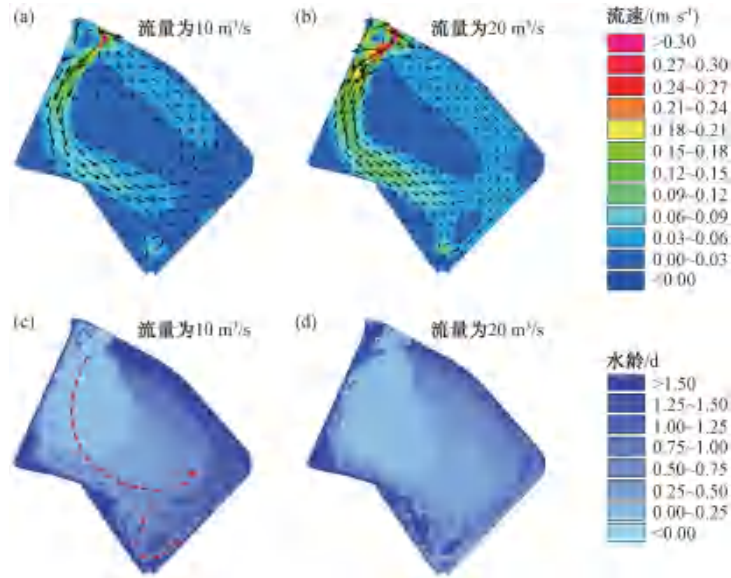 (a)
流量为10 m³/s
(b)
流量为20 m³/s
流速/(m s⁻¹)
>0.30
0.27~0.30
0.24~0.27
0.21~0.24
0.18~0.21
0.15~0.18
0.12~0.15
0.09~0.12
0.06~0.09
0.03~0.06
0.00~0.03
<0.00
(c)
流量为10 m³/s
(d)
流量为20 m³/s
水龄/d
>1.50
1.25~1.50
1.00~1.25
0.75~1.00
0.50~0.75
0.25~0.50
0.00~0.25
<0.00